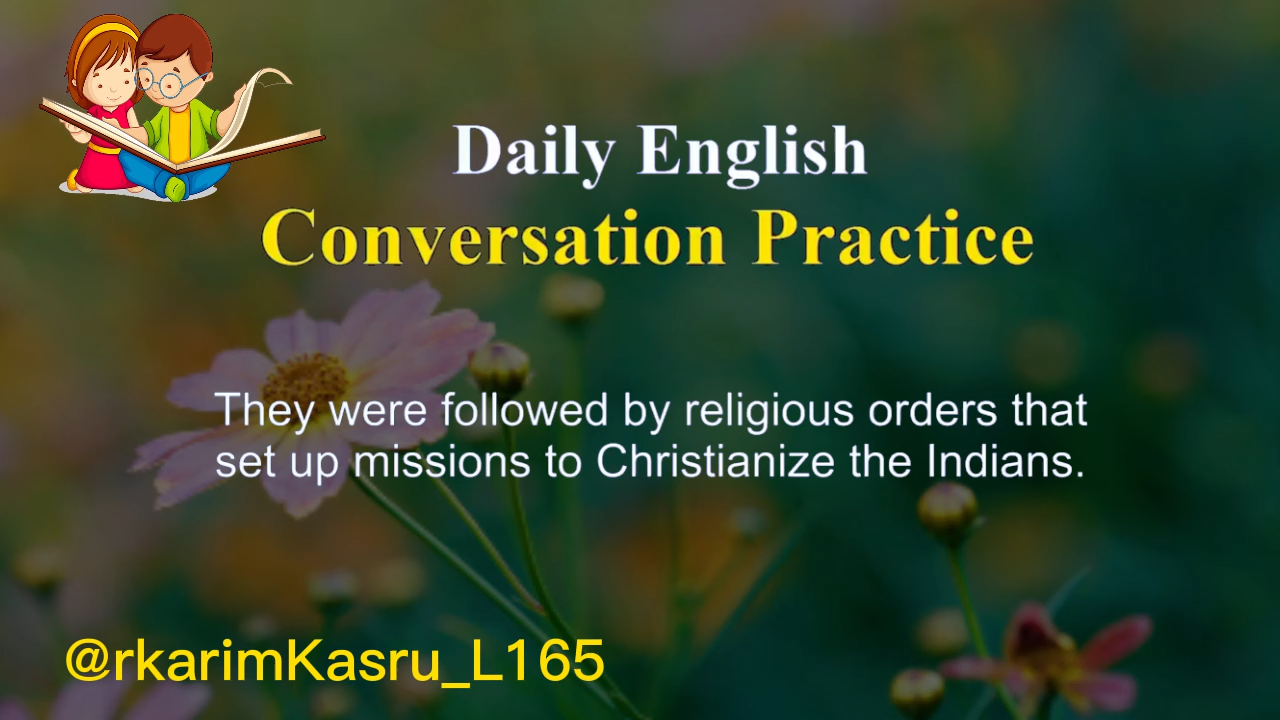 Daily English
Conversation Practice
They were followed by religious orders that
set up missions to Christianize the Indians.
@rkarimKasru_L165